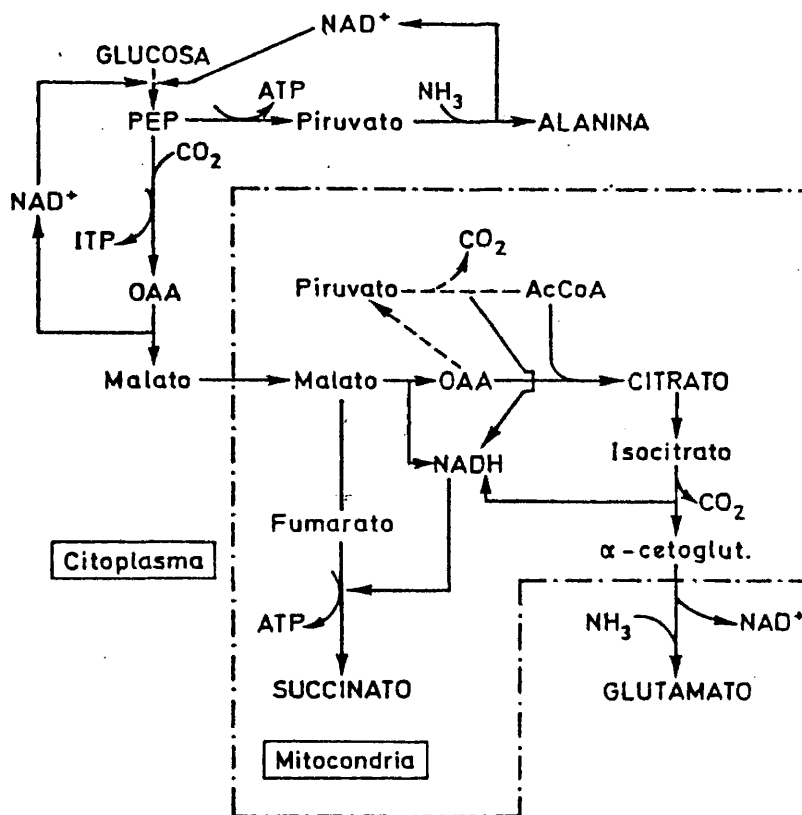 NAD⁺
GLUCOSA
ATP
NH₃
PEP
Piruvato
ALANINA
CO₂
NAD⁺
ITP
CO₂
OAA
Piruvato
AcCoA
Malato
Malato
OAA
CITRATO
Isocitrato
NADH
CO₂
Fumarato
Citoplasma
α-cetoglut.
ATP
NH₃
NAD⁺
SUCCINATO
GLUTAMATO
Mitocondria